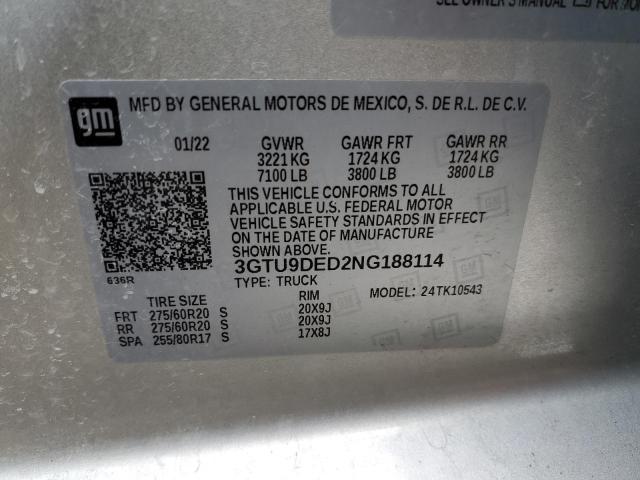 SEE OWNER'S MANUAL
gm
MFD BY GENERAL MOTORS DE MEXICO, S. DE R.L. DE C.V.
01/22 GVWR GAWR FRT GAWR RR
3221 KG 1724 KG 1724 KG
7100 LB 3800 LB 3800 LB
THIS VEHICLE CONFORMS TO ALL
APPLICABLE U.S. FEDERAL MOTOR
VEHICLE SAFETY STANDARDS IN EFFECT
ON THE DATE OF MANUFACTURE
SHOWN ABOVE.
3GTU9DED2NG188114
636R
TYPE: TRUCK
TIRE SIZE RIM MODEL: 24TK10543
FRT 275/60R20 S 20X9J
RR 275/60R20 S 20X9J
SPA 255/80R17 S 17X8J